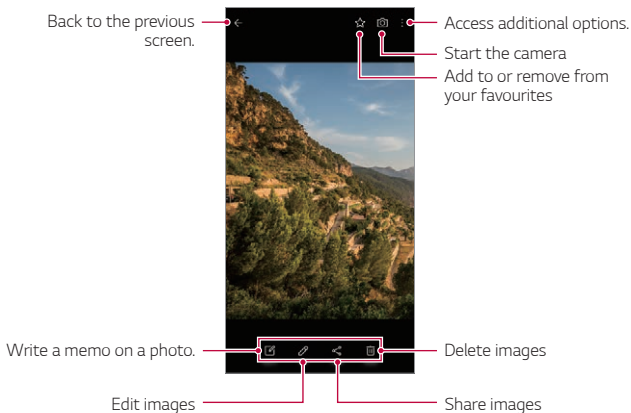 Back to the previous
screen.
Access additional options.
Start the camera
Add to or remove from
your favourites
Write a memo on a photo.
Delete images
Edit images
Share images